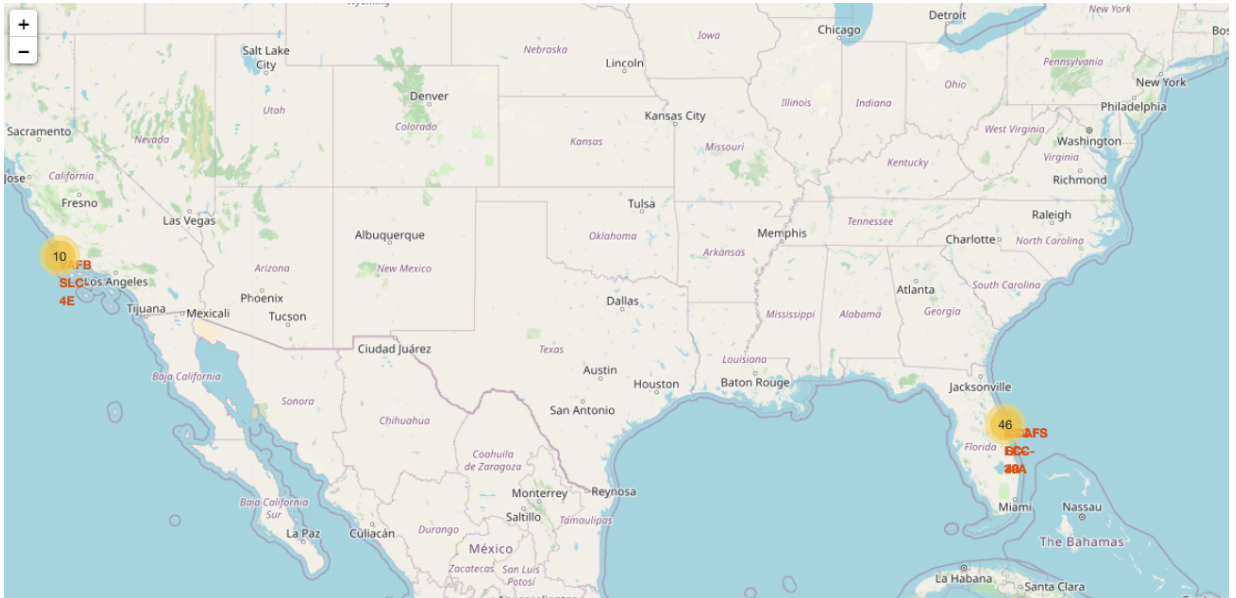 Wyoming
Detroit
New York
+
Chicago
Bos
Iowa
−
Salt Lake
City
Nebraska
Lincoln
Pennsylvania
New York
Denver
Ohio
Illinois
Indiana
Philadelphia
Utah
Kansas City
Sacramento
Nevada
Colorado
Kansas
Missouri
West Virginia
Washington
Virginia
Kentucky
Jose
California
Richmond
Fresno
Las Vegas
Tulsa
Raleigh
Tennessee
Albuquerque
Oklahoma
Memphis
Charlotte
North Carolina
10
Arkansas
Arizona
New Mexico
SLC-
Los Angeles
4E
Phoenix
Atlanta
South Carolina
Dallas
Tijuana
Mexicali
Tucson
Mississippi
Alabama
Georgia
Ciudad Juárez
Texas
Louisiana
Austin
Houston
Baton Rouge
Jacksonville
Baja California
Sonora
San Antonio
Chihuahua
46
Florida
Coahuila
de Zaragoza
Monterrey
Reynosa
Baja California
Sur
Saltillo
Tamaulipas
Miami
Nassau
La Paz
Culiacán
Durango
México
The Bahamas
Zacatecas
San Luis
Potosí
La Habana
Santa Clara